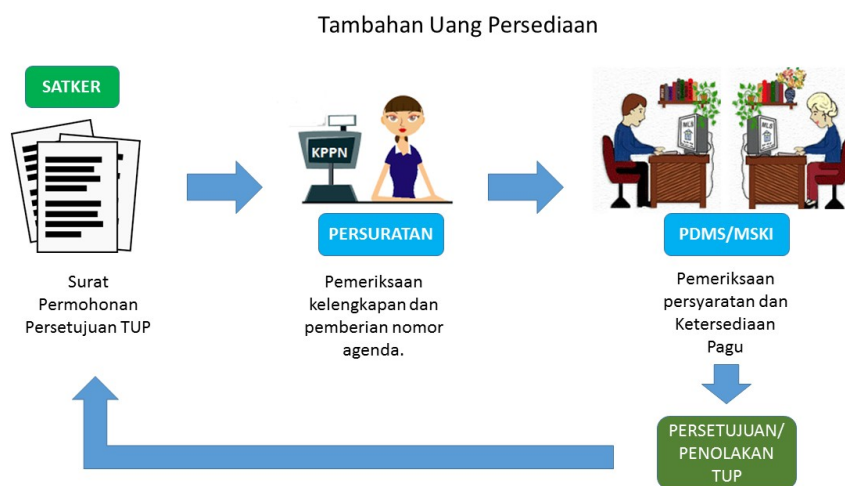 Tambahan Uang Persediaan
SATKER
Surat
Permohonan
Persetujuan TUP
KPPN
PERSURATAN
Pemeriksaan
kelengkapan dan
pemberian nomor
agenda.
PDMS/MSKI
Pemeriksaan
persyaratan dan
Ketersediaan
Pagu
PERSETUJUAN/
PENOLAKAN
TUP